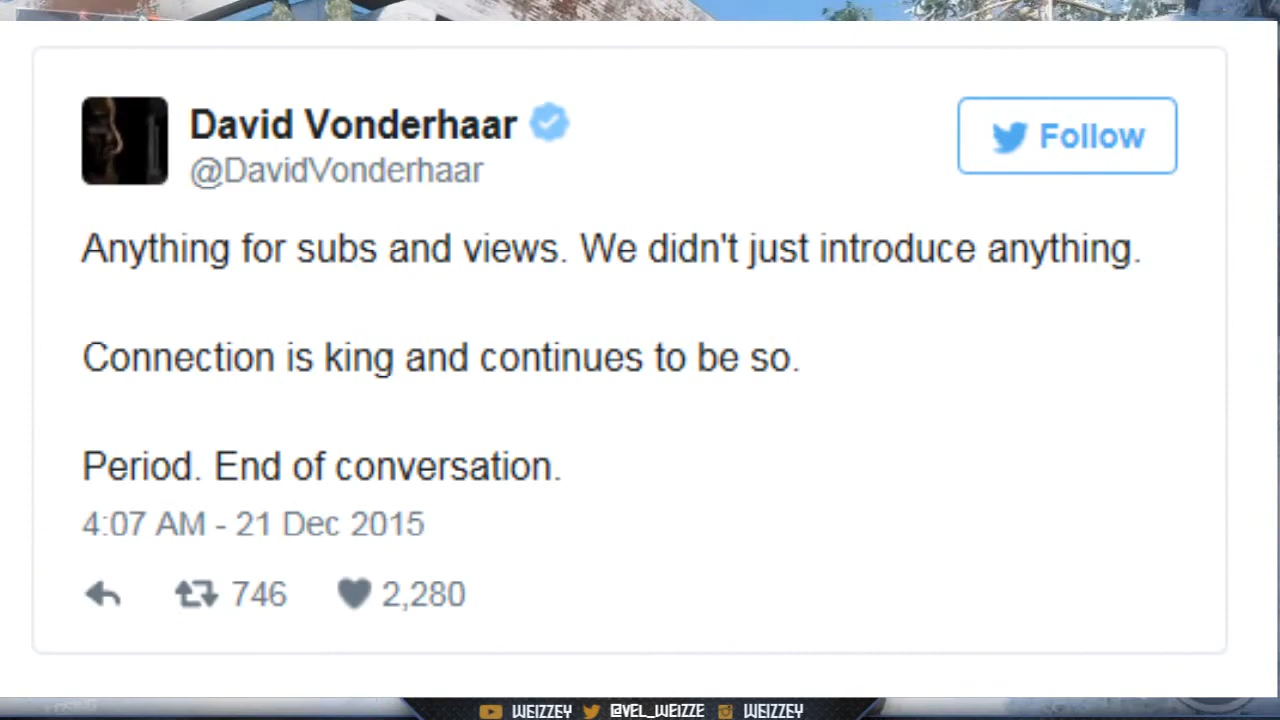 David Vonderhaar
@DavidVonderhaar
Follow
Anything for subs and views. We didn't just introduce anything.
Connection is king and continues to be so.
Period. End of conversation.
4:07 AM - 21 Dec 2015
746 2,280
WEIZZEY @VEL_WEIZZE WEIZZEY